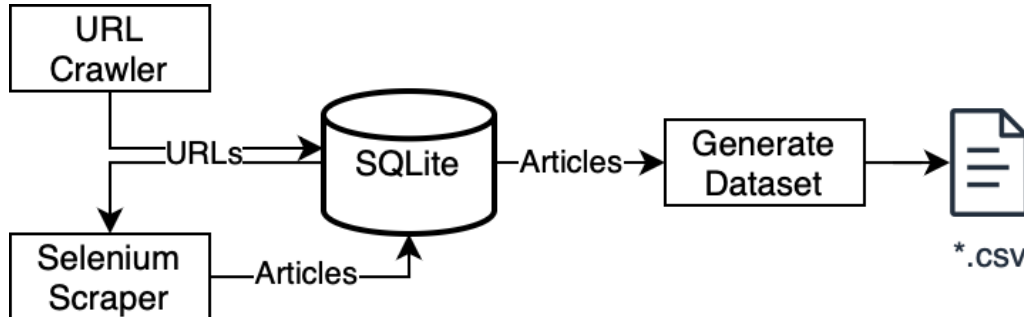 URL
Crawler
URLs
SQLite
Articles
Generate
Dataset
*.csv
Selenium
Scraper
Articles